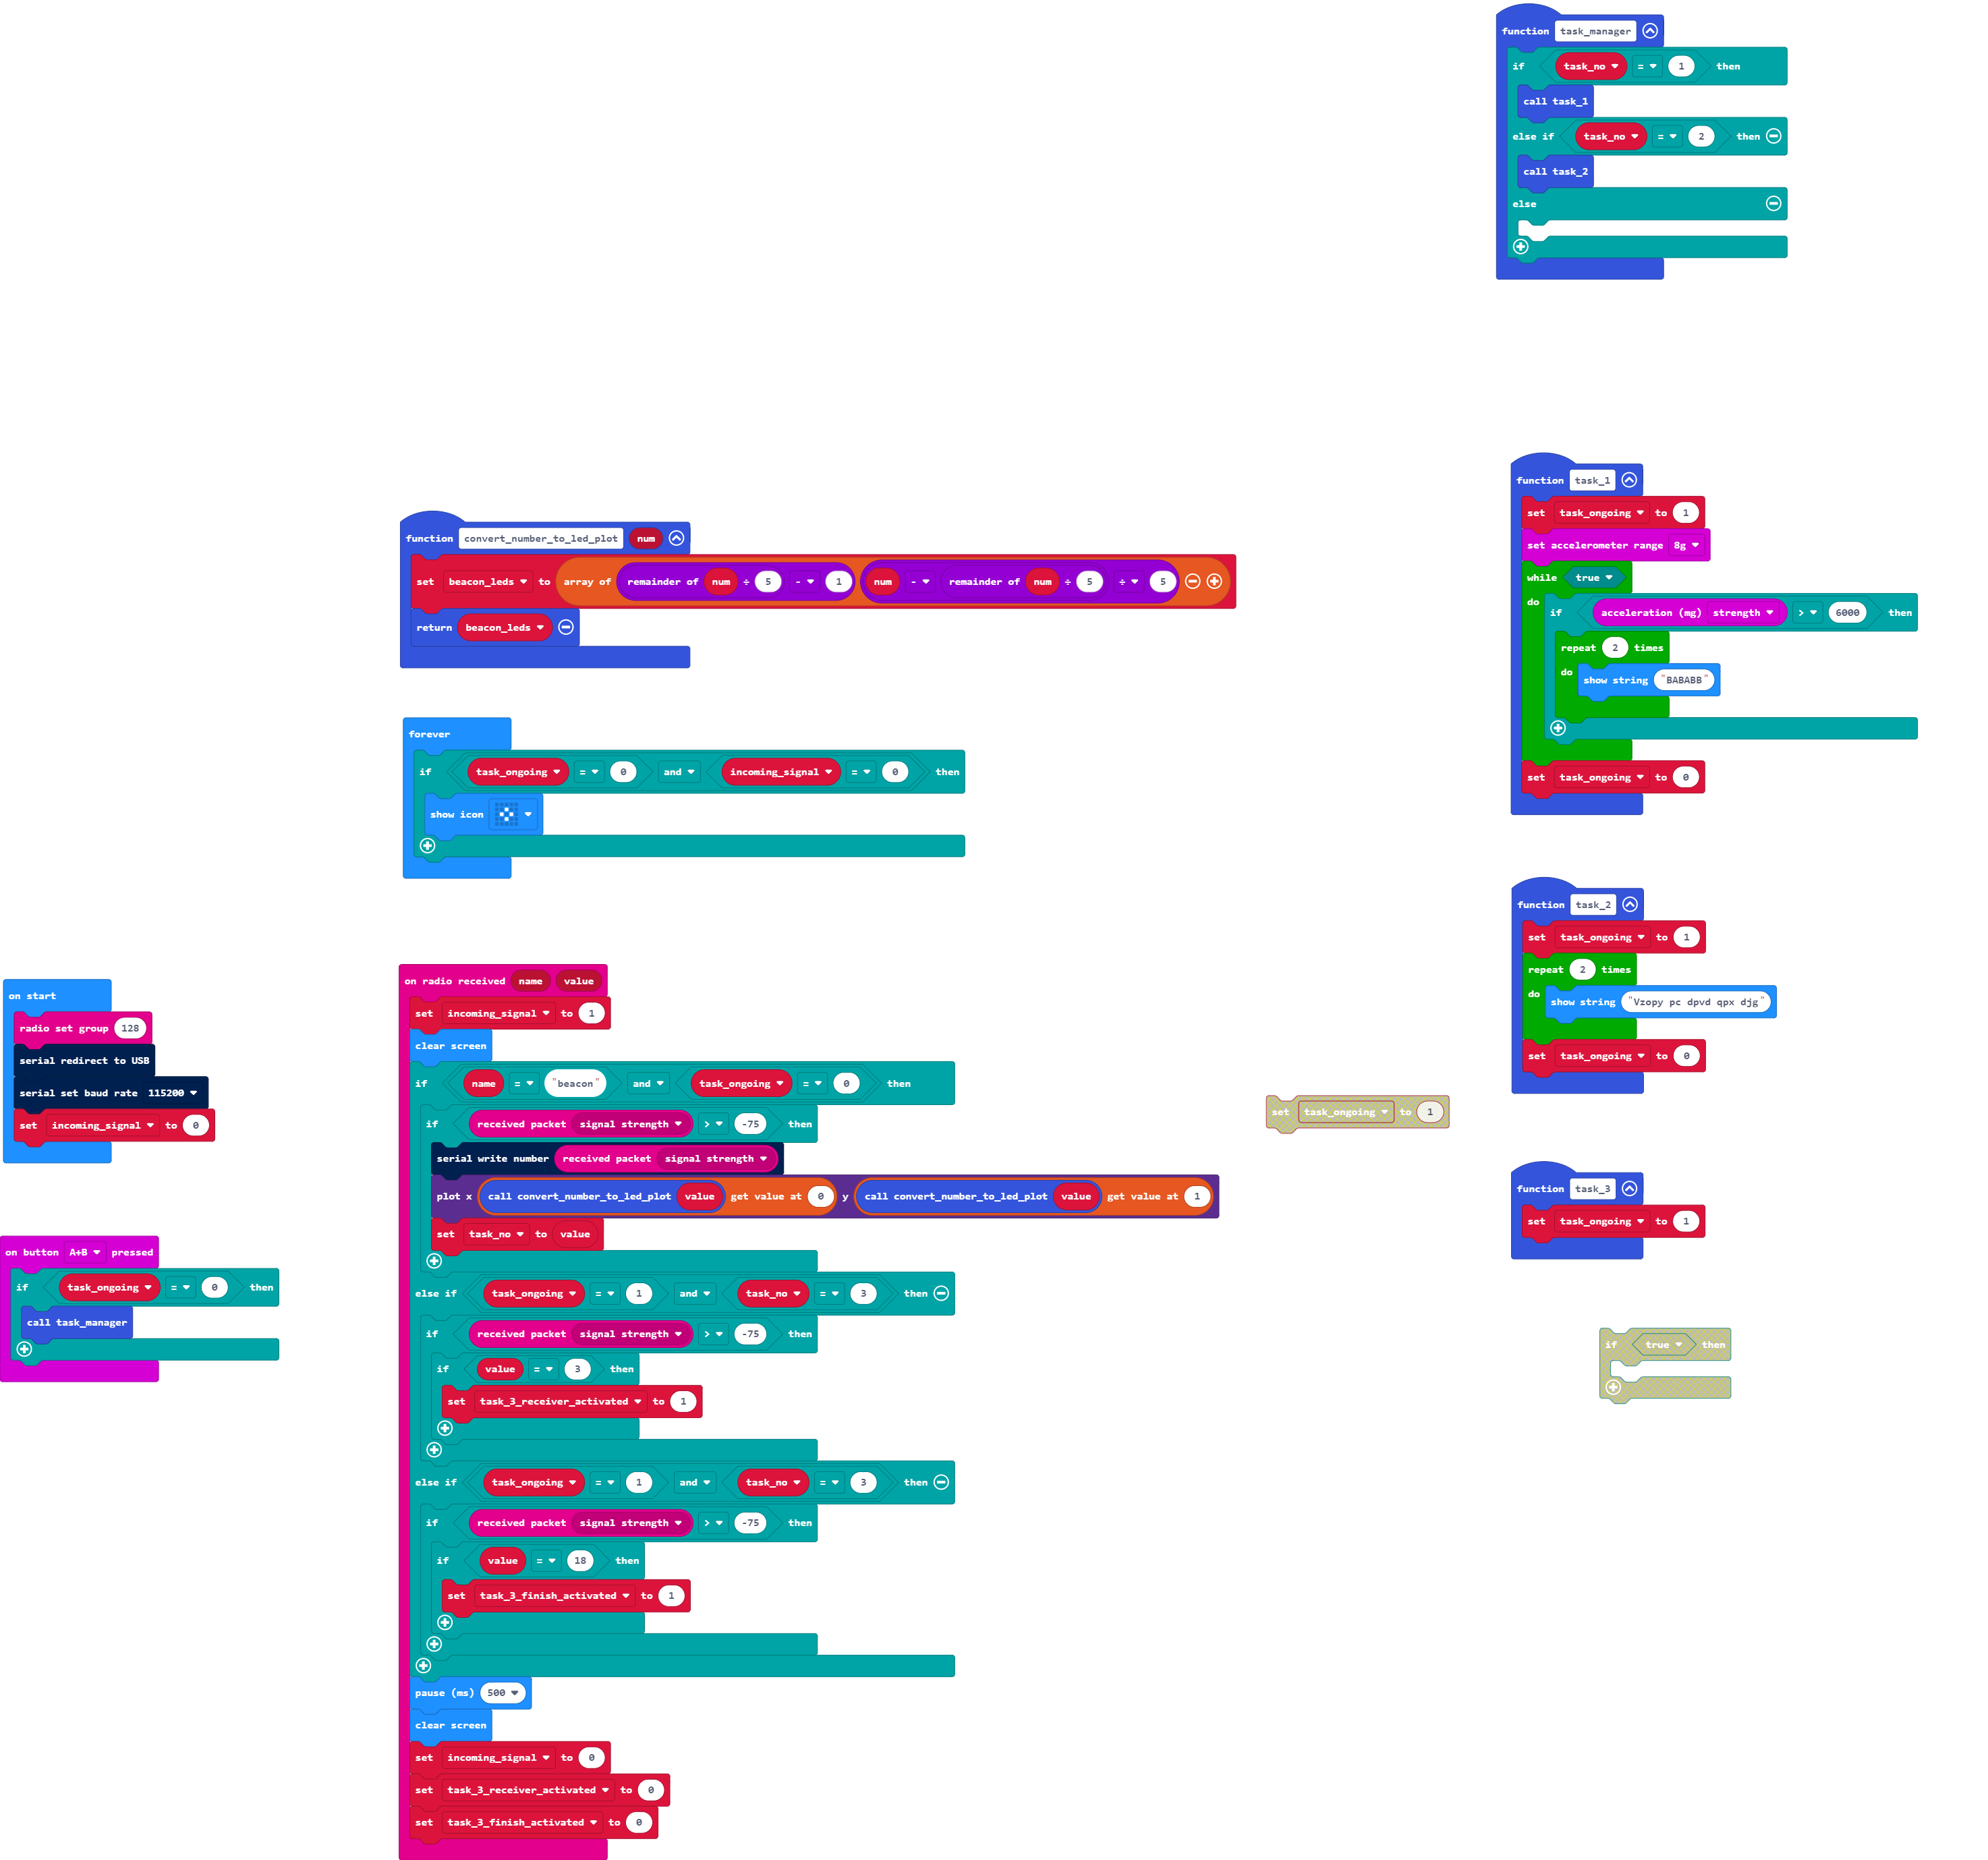 function task_manager
if task_no = 1 then
call task_1
else if task_no = 2 then
call task_2
else
function convert_number_to_led_plot num
set beacon_leds to array of remainder of num ÷ 5 - 1 num - remainder of num ÷ 5 ÷ 5
return beacon_leds
forever
if task_ongoing = 0 and incoming_signal = 0 then
show icon
on start
radio set group 128
serial redirect to USB
serial set baud rate 115200
set incoming_signal to 0
on button A+B pressed
if task_ongoing = 0 then
call task_manager
on radio received name value
set incoming_signal to 1
clear screen
if name = "beacon" and task_ongoing = 0 then
if received packet signal strength > -75 then
serial write number received packet signal strength
plot x call convert_number_to_led_plot value get value at 0 y call convert_number_to_led_plot value get value at 1
set task_no to value
else if task_ongoing = 1 and task_no = 3 then
if received packet signal strength > -75 then
if value = 3 then
set task_3_receiver_activated to 1
else if task_ongoing = 1 and task_no = 3 then
if received packet signal strength > -75 then
if value = 18 then
set task_3_finish_activated to 1
pause (ms) 500
clear screen
set incoming_signal to 0
set task_3_receiver_activated to 0
set task_3_finish_activated to 0
set task_ongoing to 1
function task_1
set task_ongoing to 1
set accelerometer range 8g
while true
do
if acceleration (mg) strength > 6000 then
repeat 2 times
do show string "BABABB"
set task_ongoing to 0
function task_2
set task_ongoing to 1
repeat 2 times
do show string "Vzopy pc dpvd qpx djg"
set task_ongoing to 0
function task_3
set task_ongoing to 1
if true then